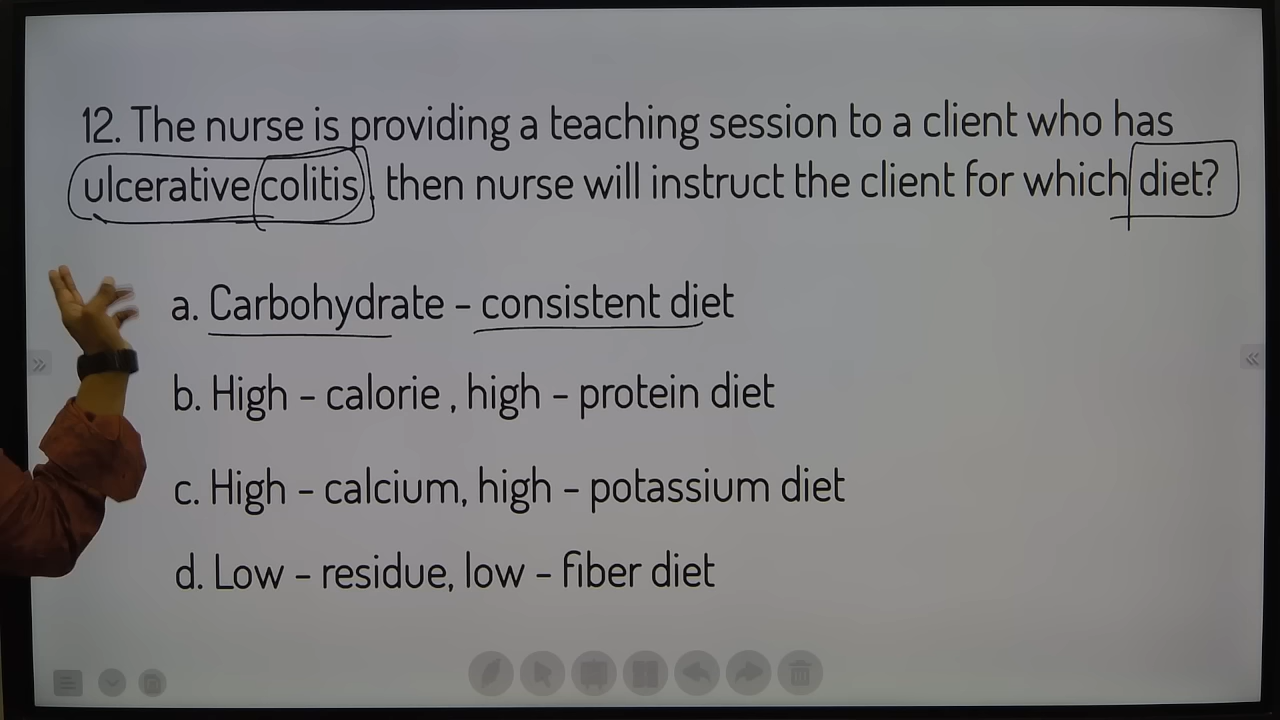 12. The nurse is providing a teaching session to a client who has
ulcerative colitis, then nurse will instruct the client for which diet?
a. Carbohydrate - consistent diet
b. High - calorie , high - protein diet
c. High - calcium, high - potassium diet
d. Low - residue, low - fiber diet